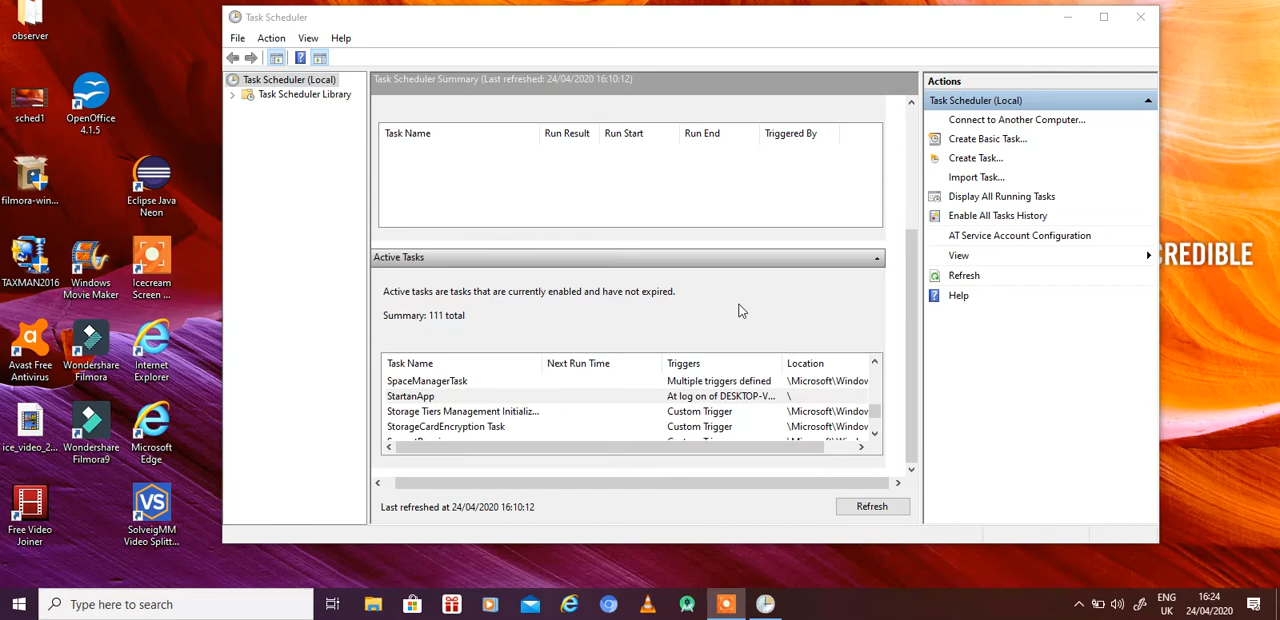 observer
sched1
OpenOffice
4.1.5
filmora-win...
Eclipse Java
Neon
TAXMAN2016
Windows
Movie Maker
Icecream
Screen ...
Avast Free
Antivirus
Wondershare
Filmora
Internet
Explorer
ice_video_2...
Wondershare
Filmora9
Microsoft
Edge
Free Video
Joiner
SolveigMM
Video Splitt...
Task Scheduler
File Action View Help
Task Scheduler (Local)
Task Scheduler Library
Task Scheduler Summary (Last refreshed: 24/04/2020 16:10:12)
Task Name Run Result Run Start Run End Triggered By
Active Tasks
Active tasks are tasks that are currently enabled and have not expired.
Summary: 111 total
Task Name Next Run Time Triggers Location
SpaceManagerTask Multiple triggers defined \Microsoft\Window
StartanApp At log on of DESKTOP-V... \
Storage Tiers Management Initializ... Custom Trigger \Microsoft\Window
StorageCardEncryption Task Custom Trigger \Microsoft\Window
Last refreshed at 24/04/2020 16:10:12
Refresh
Actions
Task Scheduler (Local)
Connect to Another Computer...
Create Basic Task...
Create Task...
Import Task...
Display All Running Tasks
Enable All Tasks History
AT Service Account Configuration
View
Refresh
Help
CREDIBLE
Type here to search
ENG
UK
16:24
24/04/2020